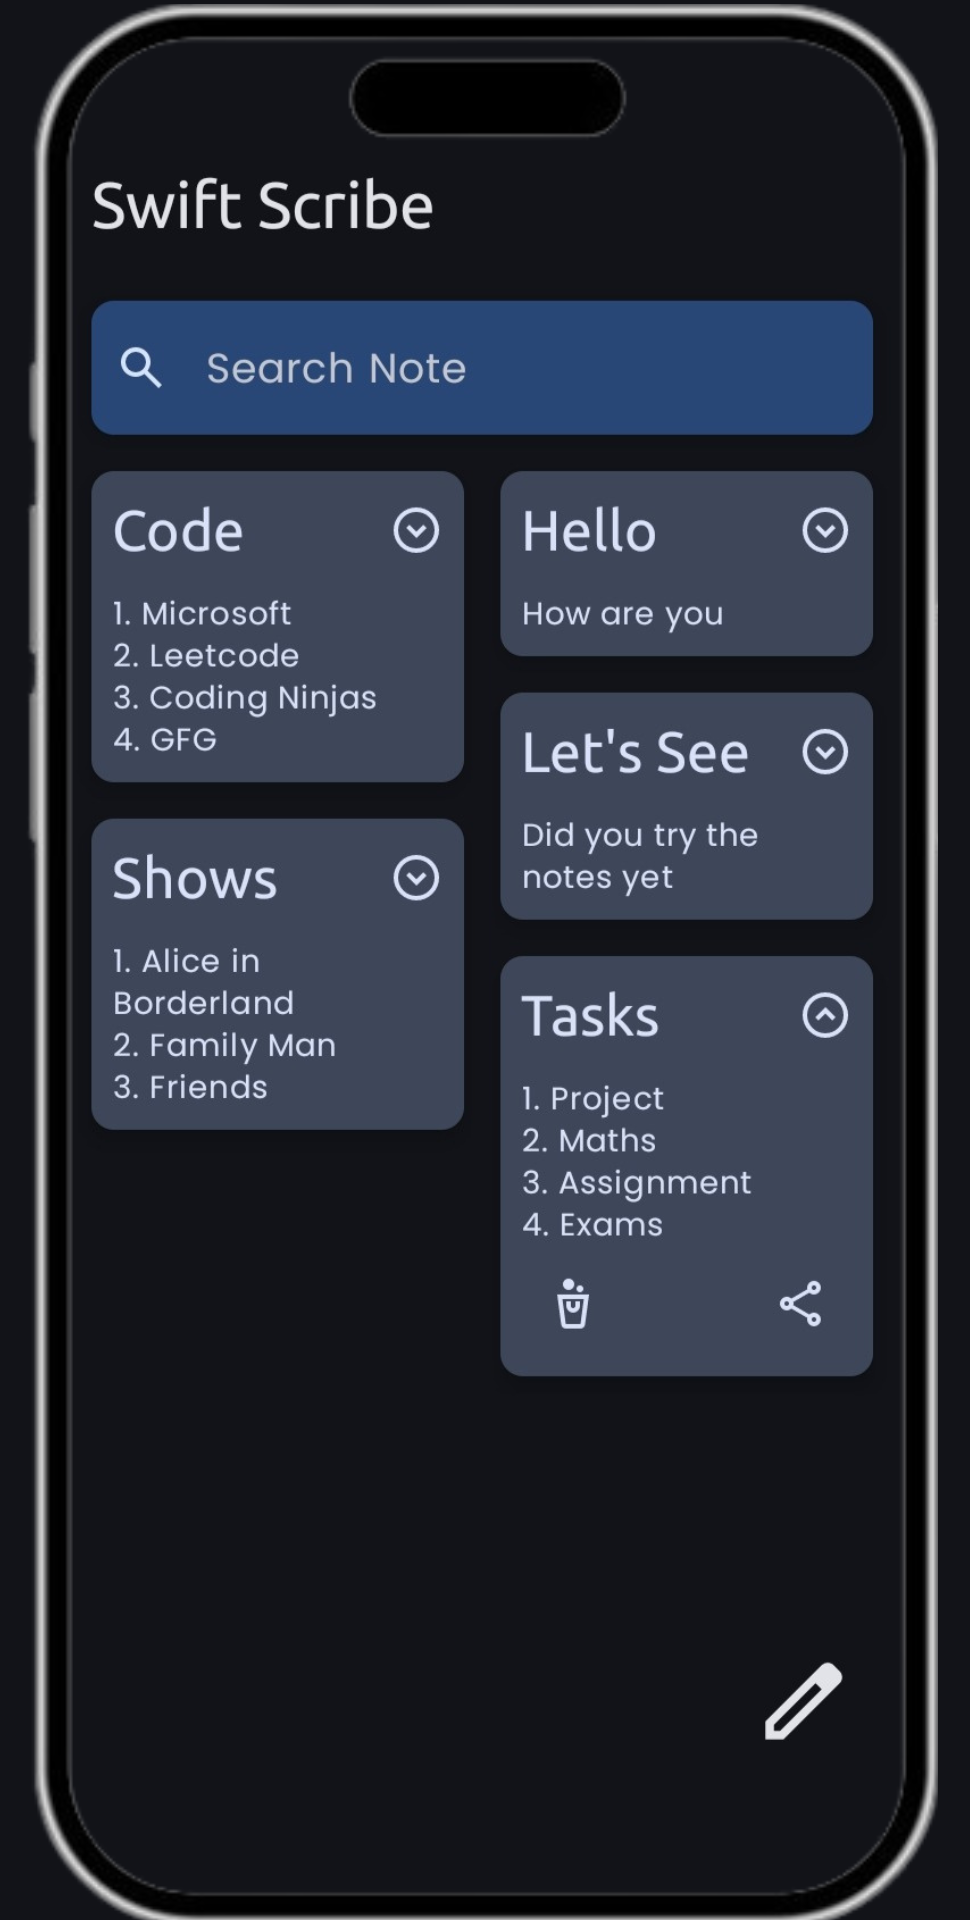 Swift Scribe
Search Note
Code
1. Microsoft
2. Leetcode
3. Coding Ninjas
4. GFG
Shows
1. Alice in
Borderland
2. Family Man
3. Friends
Hello
How are you
Let's See
Did you try the
notes yet
Tasks
1. Project
2. Maths
3. Assignment
4. Exams